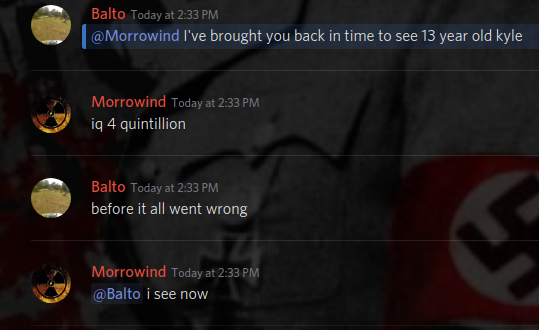 Balto Today at 2:33 PM
@Morrowind I've brought you back in time to see 13 year old kyle
Morrowind Today at 2:33 PM
iq 4 quintillion
Balto Today at 2:33 PM
before it all went wrong
Morrowind Today at 2:33 PM
@Balto i see now